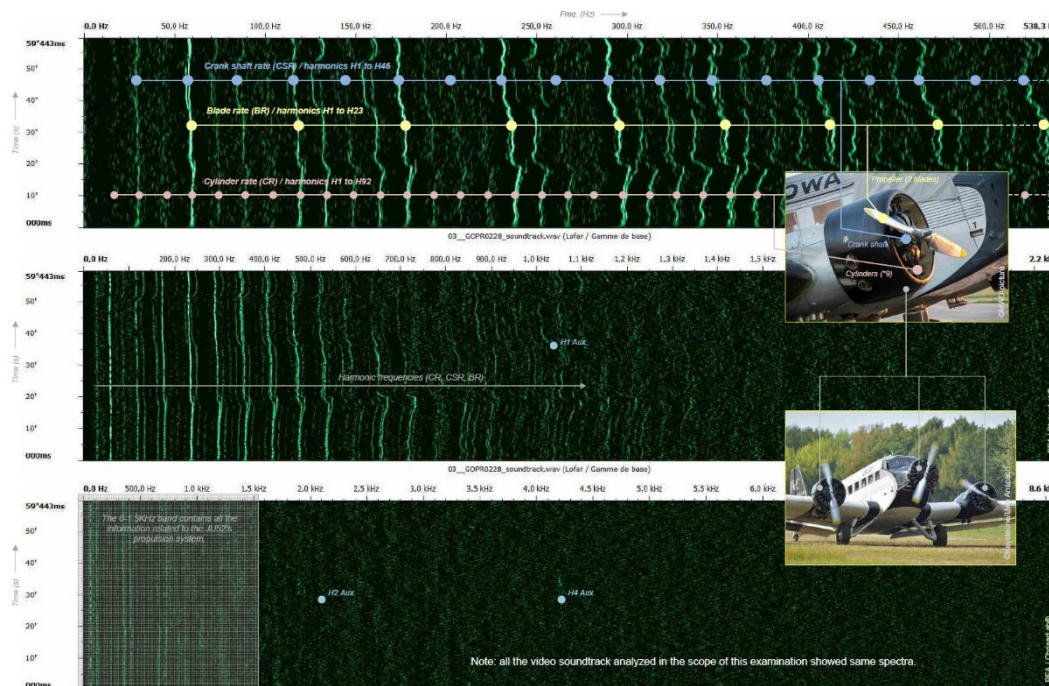 Freq. (Hz)
0,0 Hz 50,0 Hz 100,0 Hz 150,0 Hz 200,0 Hz 250,0 Hz 300,0 Hz 350,0 Hz 400,0 Hz 450,0 Hz 500,0 Hz 538,3
59"443ms
50'
Crank shaft rate (CSR) / harmonics H1 to H46
40'
Blade rate (BR) / harmonics H1 to H23
30'
Time (s)
20'
Cylinder rate (CR) / harmonics H1 to H92
10'
000ms
Propeller (2 blades)
Crank shaft
Cylinders (*9)
03__GOPR0228_soundtrack.wav (Lofar / Gamme de base)
0,0 Hz 100,0 Hz 200,0 Hz 300,0 Hz 400,0 Hz 500,0 Hz 600,0 Hz 700,0 Hz 800,0 Hz 900,0 Hz 1,0 kHz 1,1 kHz 1,2 kHz 1,3 kHz 1,4 kHz 1,5 2,2
59"443ms
50'
40'
H1 Aux.
30'
Time (s)
Harmonic frequencies (CR, CSR, BR)
20'
10'
000ms
03__GOPR0228_soundtrack.wav (Lofar / Gamme de base)
0,0 Hz 500,0 Hz 1,0 kHz 1,5 kHz 2,0 kHz 2,5 kHz 3,0 kHz 3,5 kHz 4,0 kHz 4,5 kHz 5,0 kHz 5,5 kHz 6,0 8,6
59"443ms
The 0-1.5KHz band contains all the
information related to the JU52's
propulsion system.
50'
40'
Time (s)
30'
H2 Aux.
H4 Aux.
20'
10'
Note: all the video soundtrack analyzed in the scope of this examination showed same spectra.
000ms